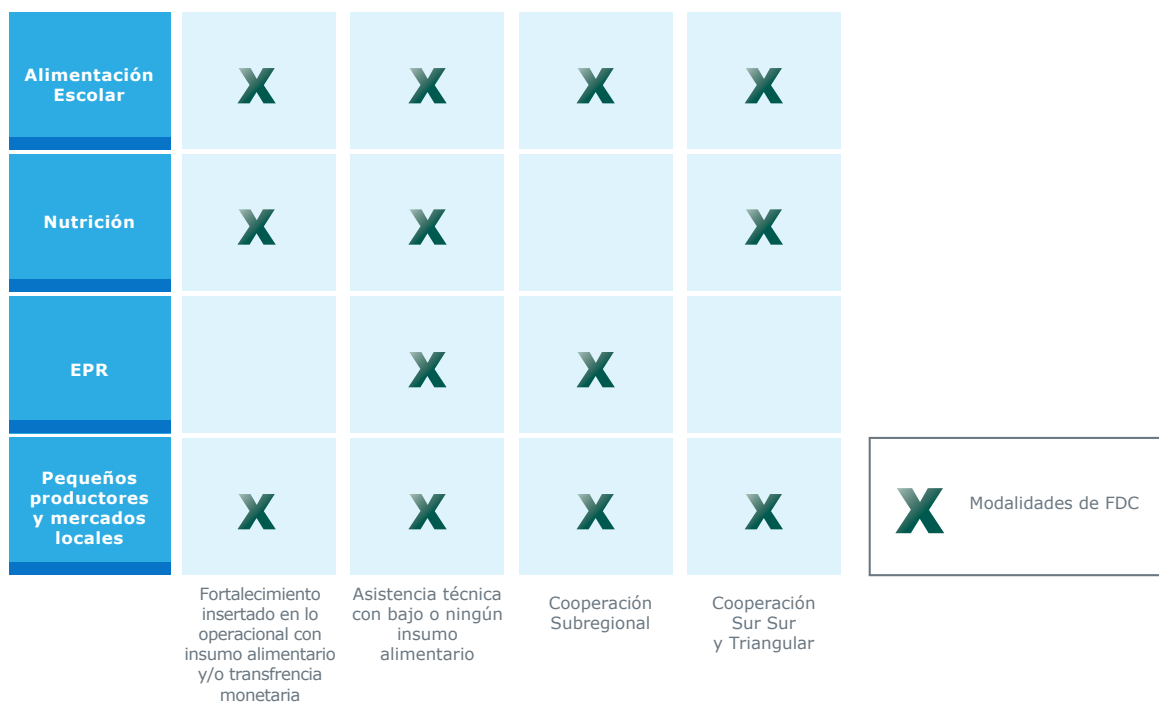 Alimentación
Escolar
X X X X
Nutrición
X X X
EPR
X X
Pequeños
productores
y mercados
locales
X X X X
X Modalidades de FDC
Fortalecimiento
insertado en lo
operacional con
insumo alimentario
y/o transfrencia
monetaria
Asistencia técnica
con bajo o ningún
insumo
alimentario
Cooperación
Subregional
Cooperación
Sur Sur
y Triangular